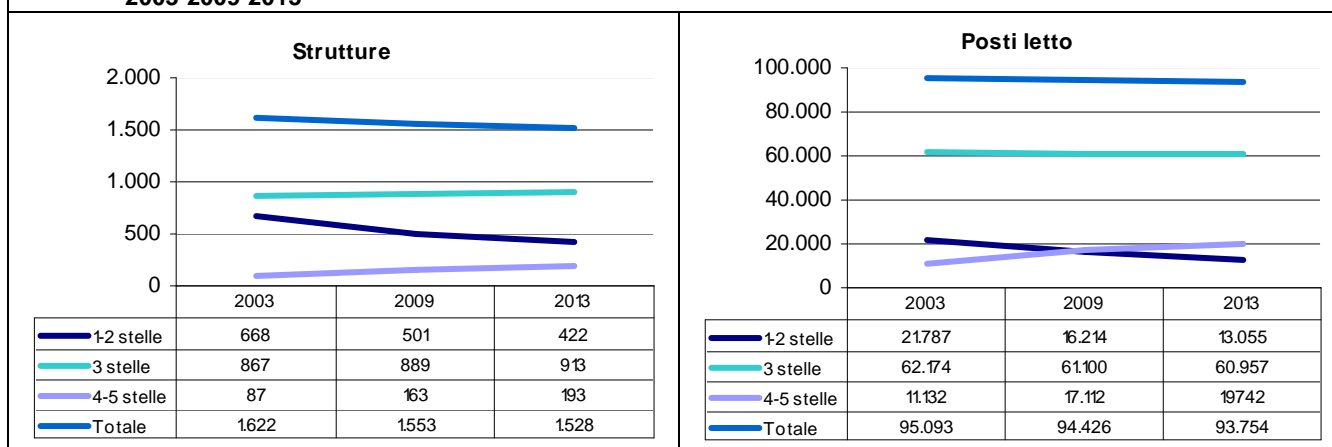 2003-2009-2013
Strutture
2.000
1.500
1.000
500
0
2003 2009 2013
1-2 stelle 668 501 422
3 stelle 867 889 913
4-5 stelle 87 163 193
Totale 1.622 1.553 1.528
Posti letto
100.000
80.000
60.000
40.000
20.000
0
2003 2009 2013
1-2 stelle 21.787 16.214 13.055
3 stelle 62.174 61.100 60.957
4-5 stelle 11.132 17.112 19742
Totale 95.093 94.426 93.754